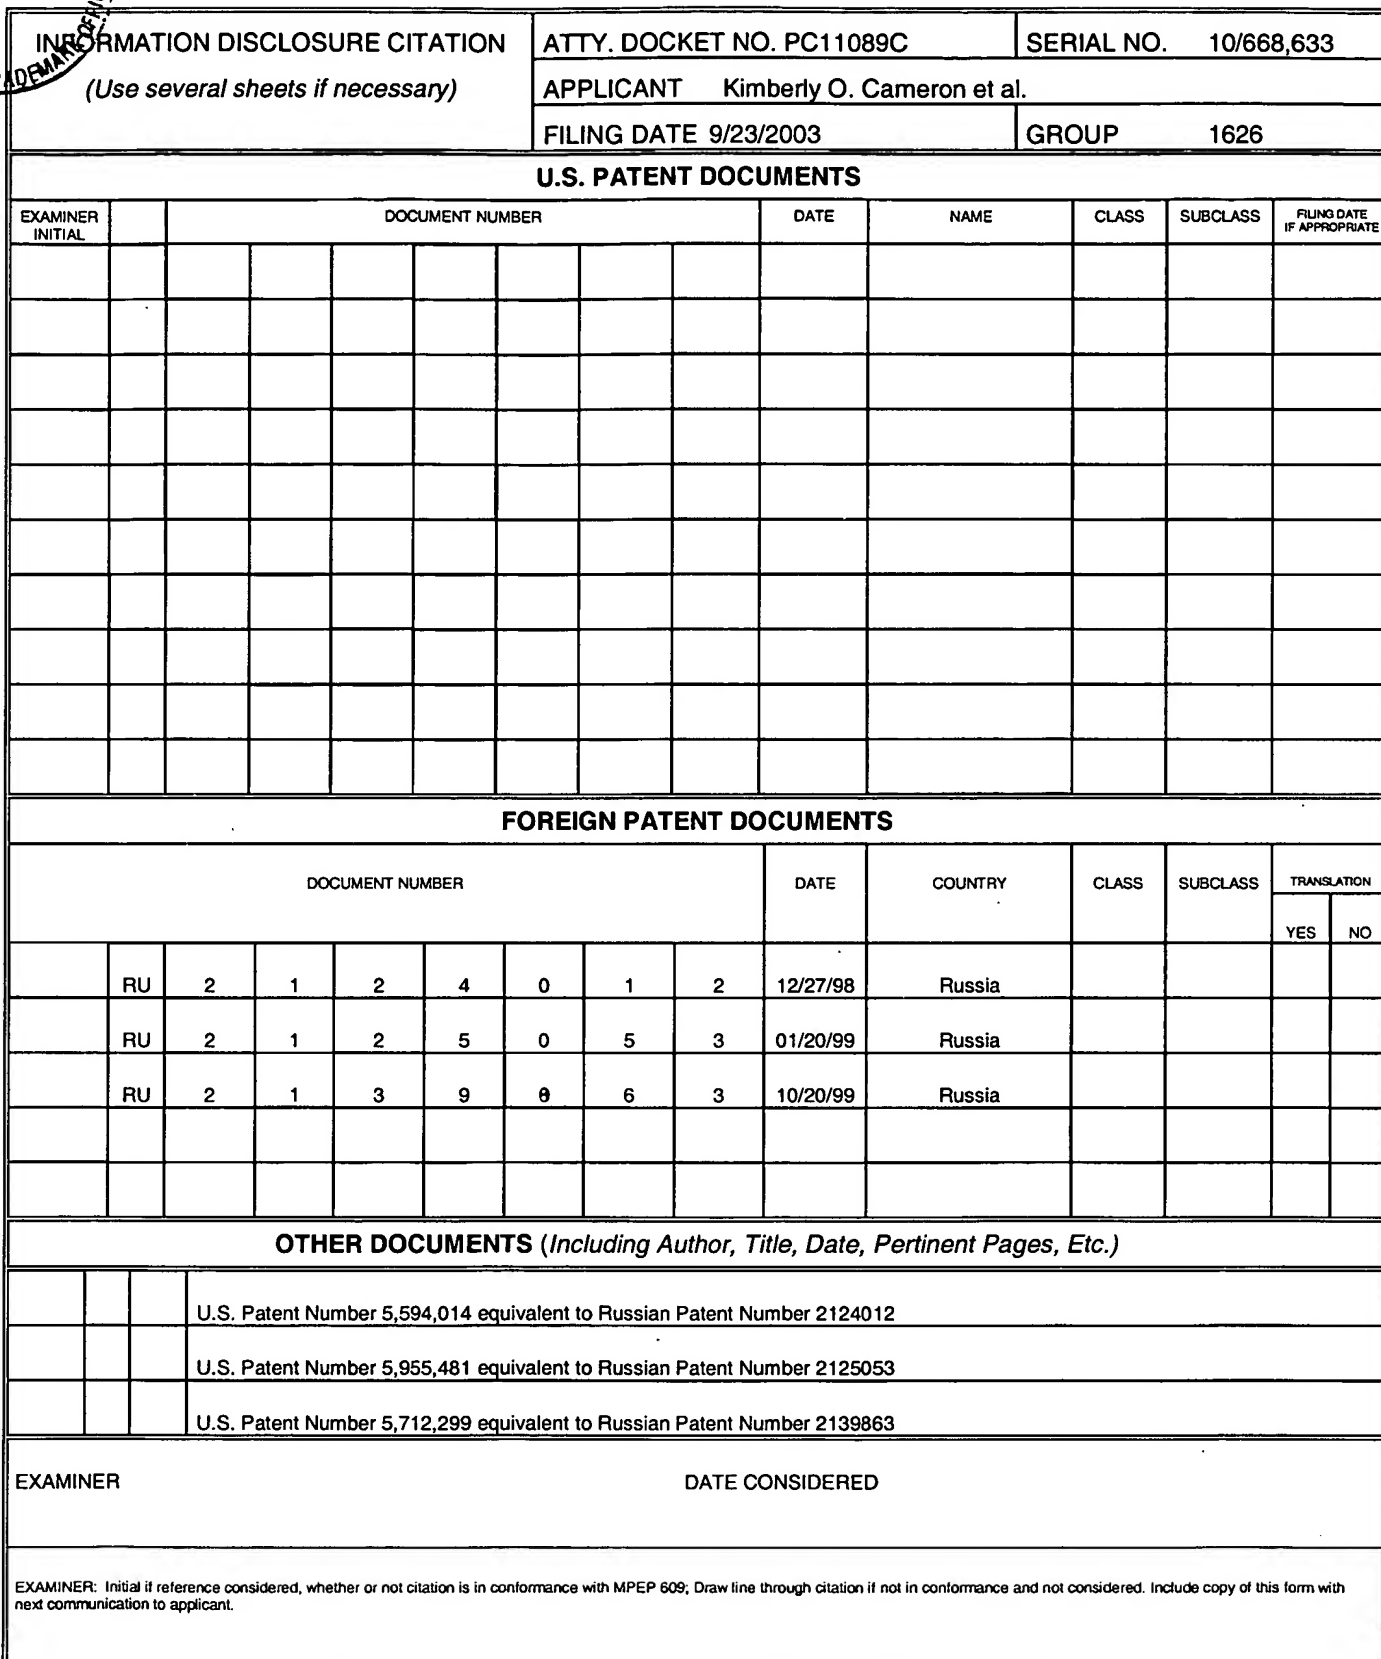 INFORMATION DISCLOSURE CITATION
(Use several sheets if necessary)
ATTY. DOCKET NO. PC11089C
SERIAL NO. 10/668,633
APPLICANT Kimberly O. Cameron et al.
FILING DATE 9/23/2003
GROUP 1626
U.S. PATENT DOCUMENTS
EXAMINER INITIAL DOCUMENT NUMBER DATE NAME CLASS SUBCLASS FILING DATE IF APPROPRIATE
FOREIGN PATENT DOCUMENTS
DOCUMENT NUMBER DATE COUNTRY CLASS SUBCLASS TRANSLATION
YES NO
RU 2 1 2 4 0 1 2 12/27/98 Russia
RU 2 1 2 5 0 5 3 01/20/99 Russia
RU 2 1 3 9 6 3 10/20/99 Russia
OTHER DOCUMENTS (Including Author, Title, Date, Pertinent Pages, Etc.)
U.S. Patent Number 5,594,014 equivalent to Russian Patent Number 2124012
U.S. Patent Number 5,955,481 equivalent to Russian Patent Number 2125053
U.S. Patent Number 5,712,299 equivalent to Russian Patent Number 2139863
EXAMINER DATE CONSIDERED
EXAMINER: Initial if reference considered, whether or not citation is in conformance with MPEP 609; Draw line through citation if not in conformance and not considered. Include copy of this form with
next communication to applicant.